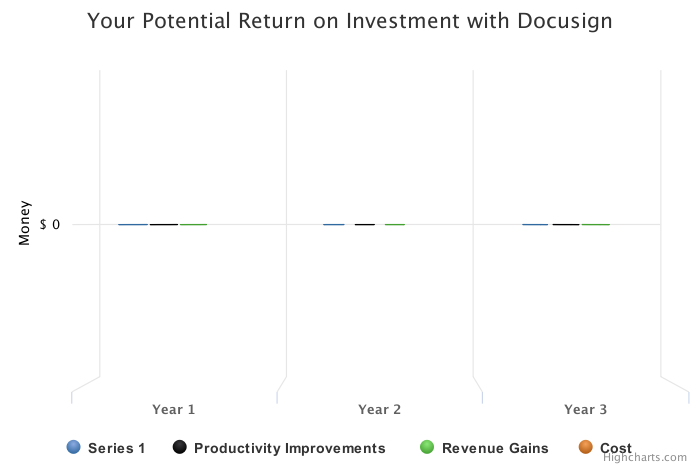 Your Potential Return on Investment with Docusign
Money
$ 0
Year 1 Year 2 Year 3
Series 1 Productivity Improvements Revenue Gains Cost
Highcharts.com